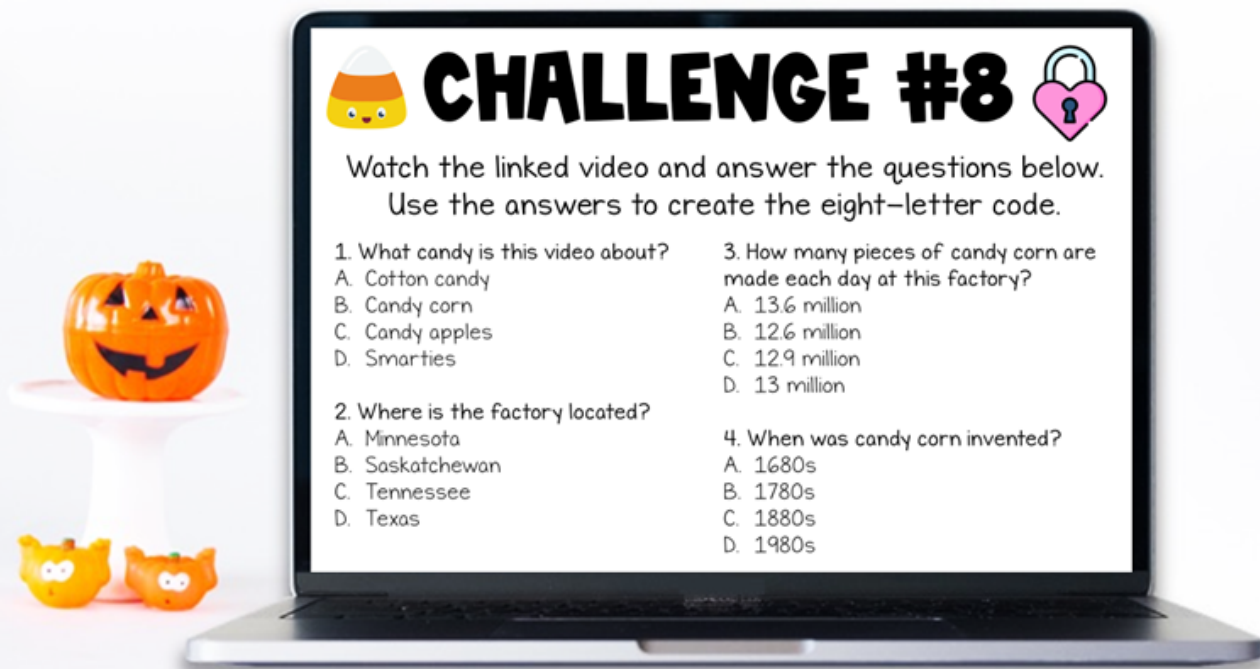 CHALLENGE #8
Watch the linked video and answer the questions below.
Use the answers to create the eight-letter code.
1. What candy is this video about?
A. Cotton candy
B. Candy corn
C. Candy apples
D. Smarties
2. Where is the factory located?
A. Minnesota
B. Saskatchewan
C. Tennessee
D. Texas
3. How many pieces of candy corn are
made each day at this factory?
A. 13.6 million
B. 12.6 million
C. 12.9 million
D. 13 million
4. When was candy corn invented?
A. 1680s
B. 1780s
C. 1880s
D. 1980s